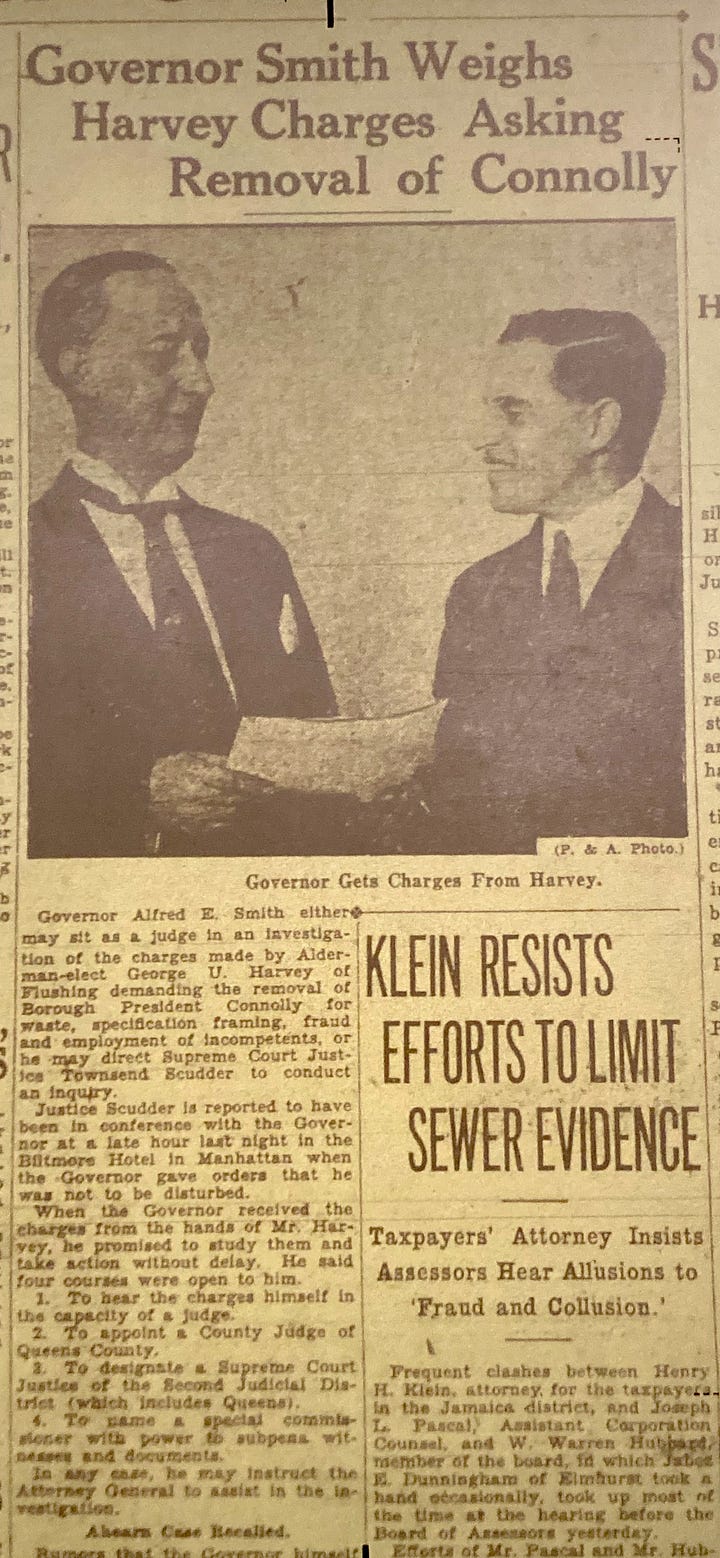 Governor Smith Weighs
Harvey Charges Asking
Removal of Connolly
(P. & A. Photo.)
Governor Gets Charges From Harvey.
Governor Alfred E. Smith either
may sit as a judge in an investiga-
tion of the charges made by Alder-
man-elect George U. Harvey of
Flushing demanding the removal of
Borough President Connolly for
waste, specification framing, fraud
and employment of incompetents, or
he may direct Supreme Court Just-
ice Townsend Scudder to conduct
an inquiry.
Justice Scudder is reported to have
been in conference with the Gover-
nor at a late hour last night in the
Biltmore Hotel in Manhattan when
the Governor gave orders that he
was not to be disturbed.
When the Governor received the
charges from the hands of Mr. Har-
vey, he promised to study them and
take action without delay. He said
four courses were open to him.
1. To hear the charges himself in
the capacity of a judge.
2. To appoint a County Judge of
Queens County.
3. To designate a Supreme Court
Justice of the Second Judicial Dis-
trict (which includes Queens).
4. To name a special commis-
sioner with power to subpena wit-
nesses and documents.
In any case, he may instruct the
Attorney General to assist in the in-
vestigation.
Ahearn Case Recalled.
Rumors that the Governor himself
KLEIN RESISTS
EFFORTS TO LIMIT
SEWER EVIDENCE
Taxpayers' Attorney Insists
Assessors Hear Allusions to
'Fraud and Collusion.'
Frequent clashes between Henry
H. Klein, attorney, for the taxpayers
in the Jamaica district, and Joseph
L. Pascal, Assistant Corporation
Counsel, and W. Warren Hubbard,
member of the board, in which James
E. Dunningham of Elmhurst took a
hand occasionally, took up most of
the time at the hearing before the
Board of Assessors yesterday.
Efforts of Mr. Pascal and Mr. Hub-